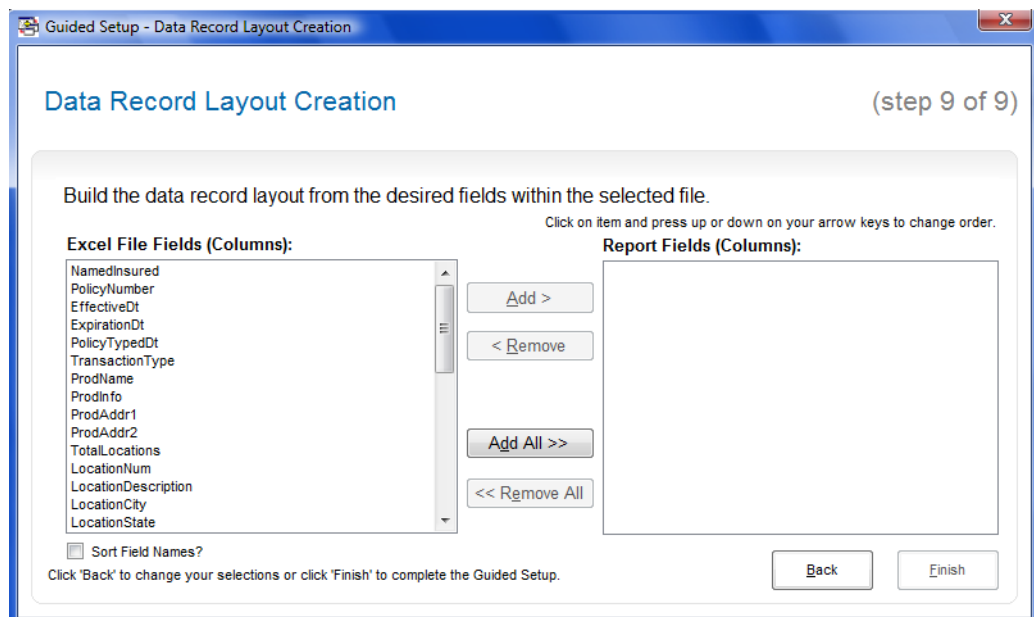 Guided Setup - Data Record Layout Creation
Data Record Layout Creation
(step 9 of 9)
Build the data record layout from the desired fields within the selected file.
Click on item and press up or down on your arrow keys to change order.
Excel File Fields (Columns):
Report Fields (Columns):
NamedInsured
PolicyNumber
EffectiveDt
ExpirationDt
PolicyTypedDt
TransactionType
ProdName
ProdInfo
ProdAddr1
ProdAddr2
TotalLocations
LocationNum
LocationDescription
LocationCity
LocationState
Add >
< Remove
Add All >>
<< Remove All
Sort Field Names?
Click 'Back' to change your selections or click 'Finish' to complete the Guided Setup.
Back
Finish